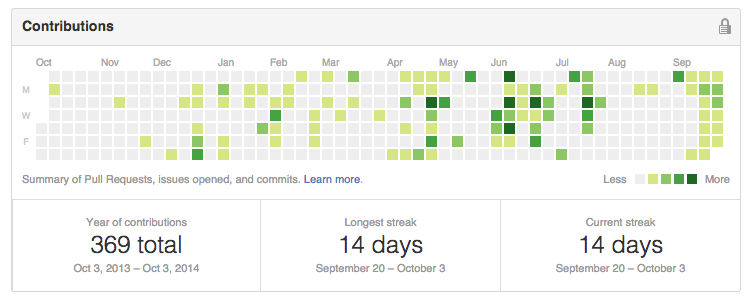 Contributions
Oct Nov Dec Jan Feb Mar Apr May Jun Jul Aug Sep
M
W
F
Summary of Pull Requests, issues opened, and commits. Learn more.
Less More
Year of contributions
369 total
Oct 3, 2013 – Oct 3, 2014
Longest streak
14 days
September 20 – October 3
Current streak
14 days
September 20 – October 3